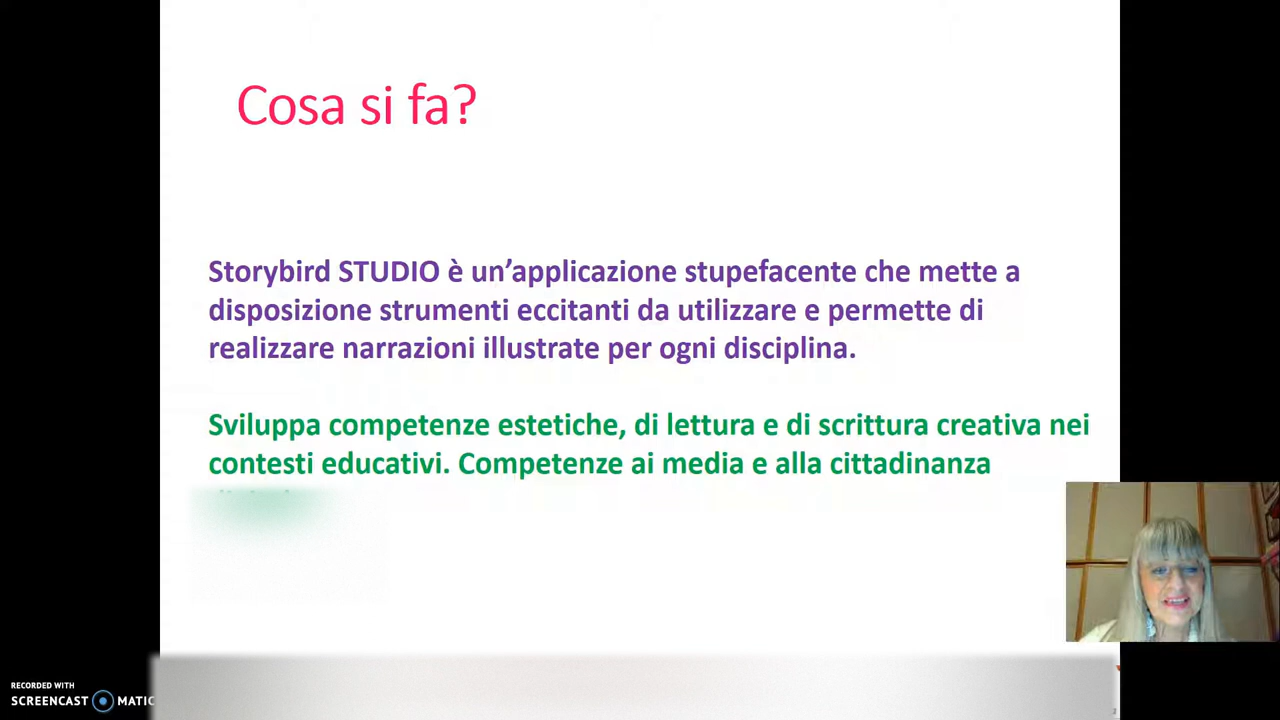 Cosa si fa?
Storybird STUDIO è un'applicazione stupefacente che mette a
disposizione strumenti eccitanti da utilizzare e permette di
realizzare narrazioni illustrate per ogni disciplina.
Sviluppa competenze estetiche, di lettura e di scrittura creativa nei
contesti educativi. Competenze ai media e alla cittadinanza
RECORDED WITH
SCREENCAST MATIC